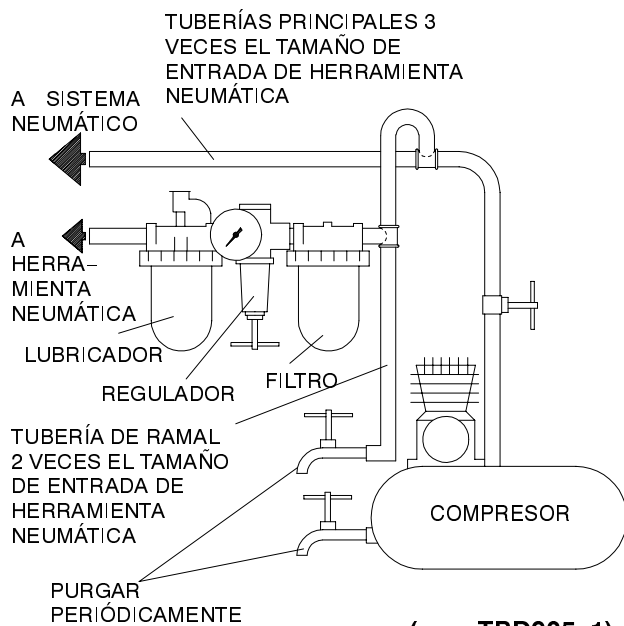 TUBERÍAS PRINCIPALES 3
VECES EL TAMAÑO DE
ENTRADA DE HERRAMIENTA
NEUMÁTICA
A SISTEMA
NEUMÁTICO
A
HERRA–
MIENTA
NEUMÁTICA
LUBRICADOR
REGULADOR
FILTRO
TUBERÍA DE RAMAL
2 VECES EL TAMAÑO
DE ENTRADA DE
HERRAMIENTA
NEUMÁTICA
COMPRESOR
PURGAR
PERIÓDICAMENTE